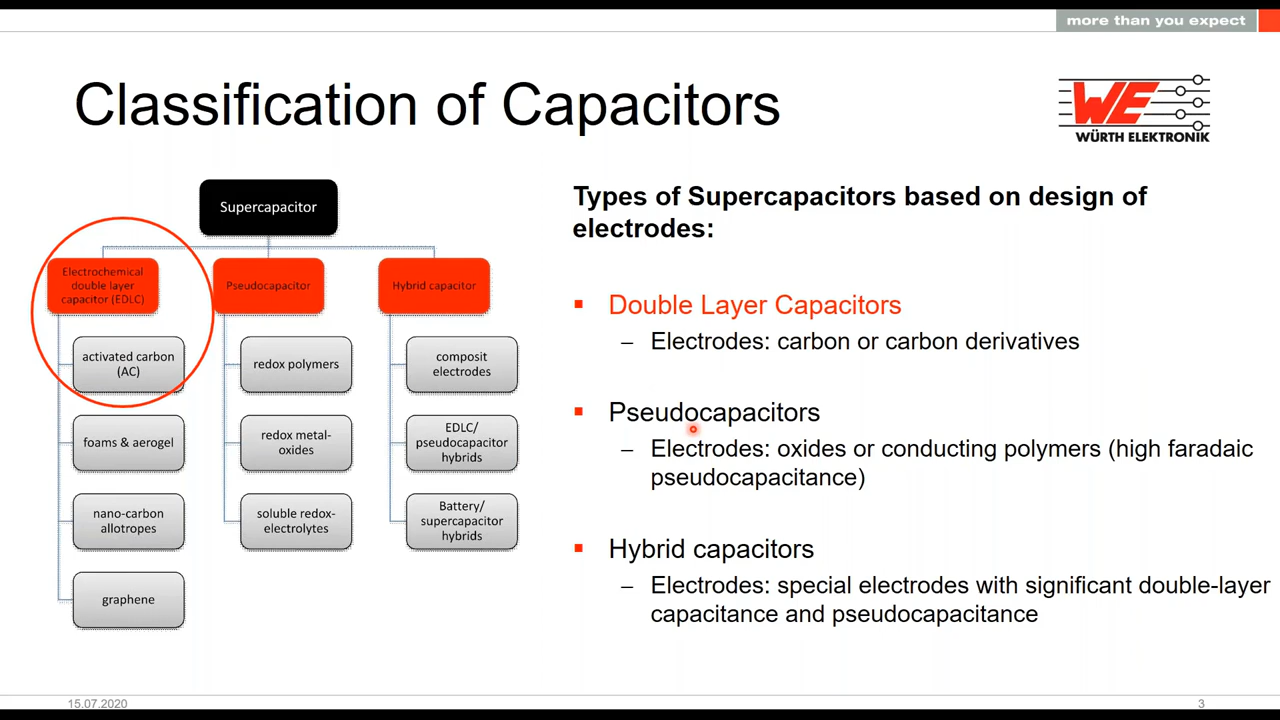 more than you expect
Classification of Capacitors
WE
WÜRTH ELEKTRONIK
Supercapacitor
Electrochemical
double layer
capacitor (EDLC)
activated carbon
(AC)
foams & aerogel
nano-carbon
allotropes
graphene
Pseudocapacitor
redox polymers
redox metal-
oxides
soluble redox-
electrolytes
Hybrid capacitor
composit
electrodes
EDLC/
pseudocapacitor
hybrids
Battery/
supercapacitor
hybrids
Types of Supercapacitors based on design of
electrodes:
▪ Double Layer Capacitors
– Electrodes: carbon or carbon derivatives
▪ Pseudocapacitors
– Electrodes: oxides or conducting polymers (high faradaic
pseudocapacitance)
▪ Hybrid capacitors
– Electrodes: special electrodes with significant double-layer
capacitance and pseudocapacitance
15.07.2020
3